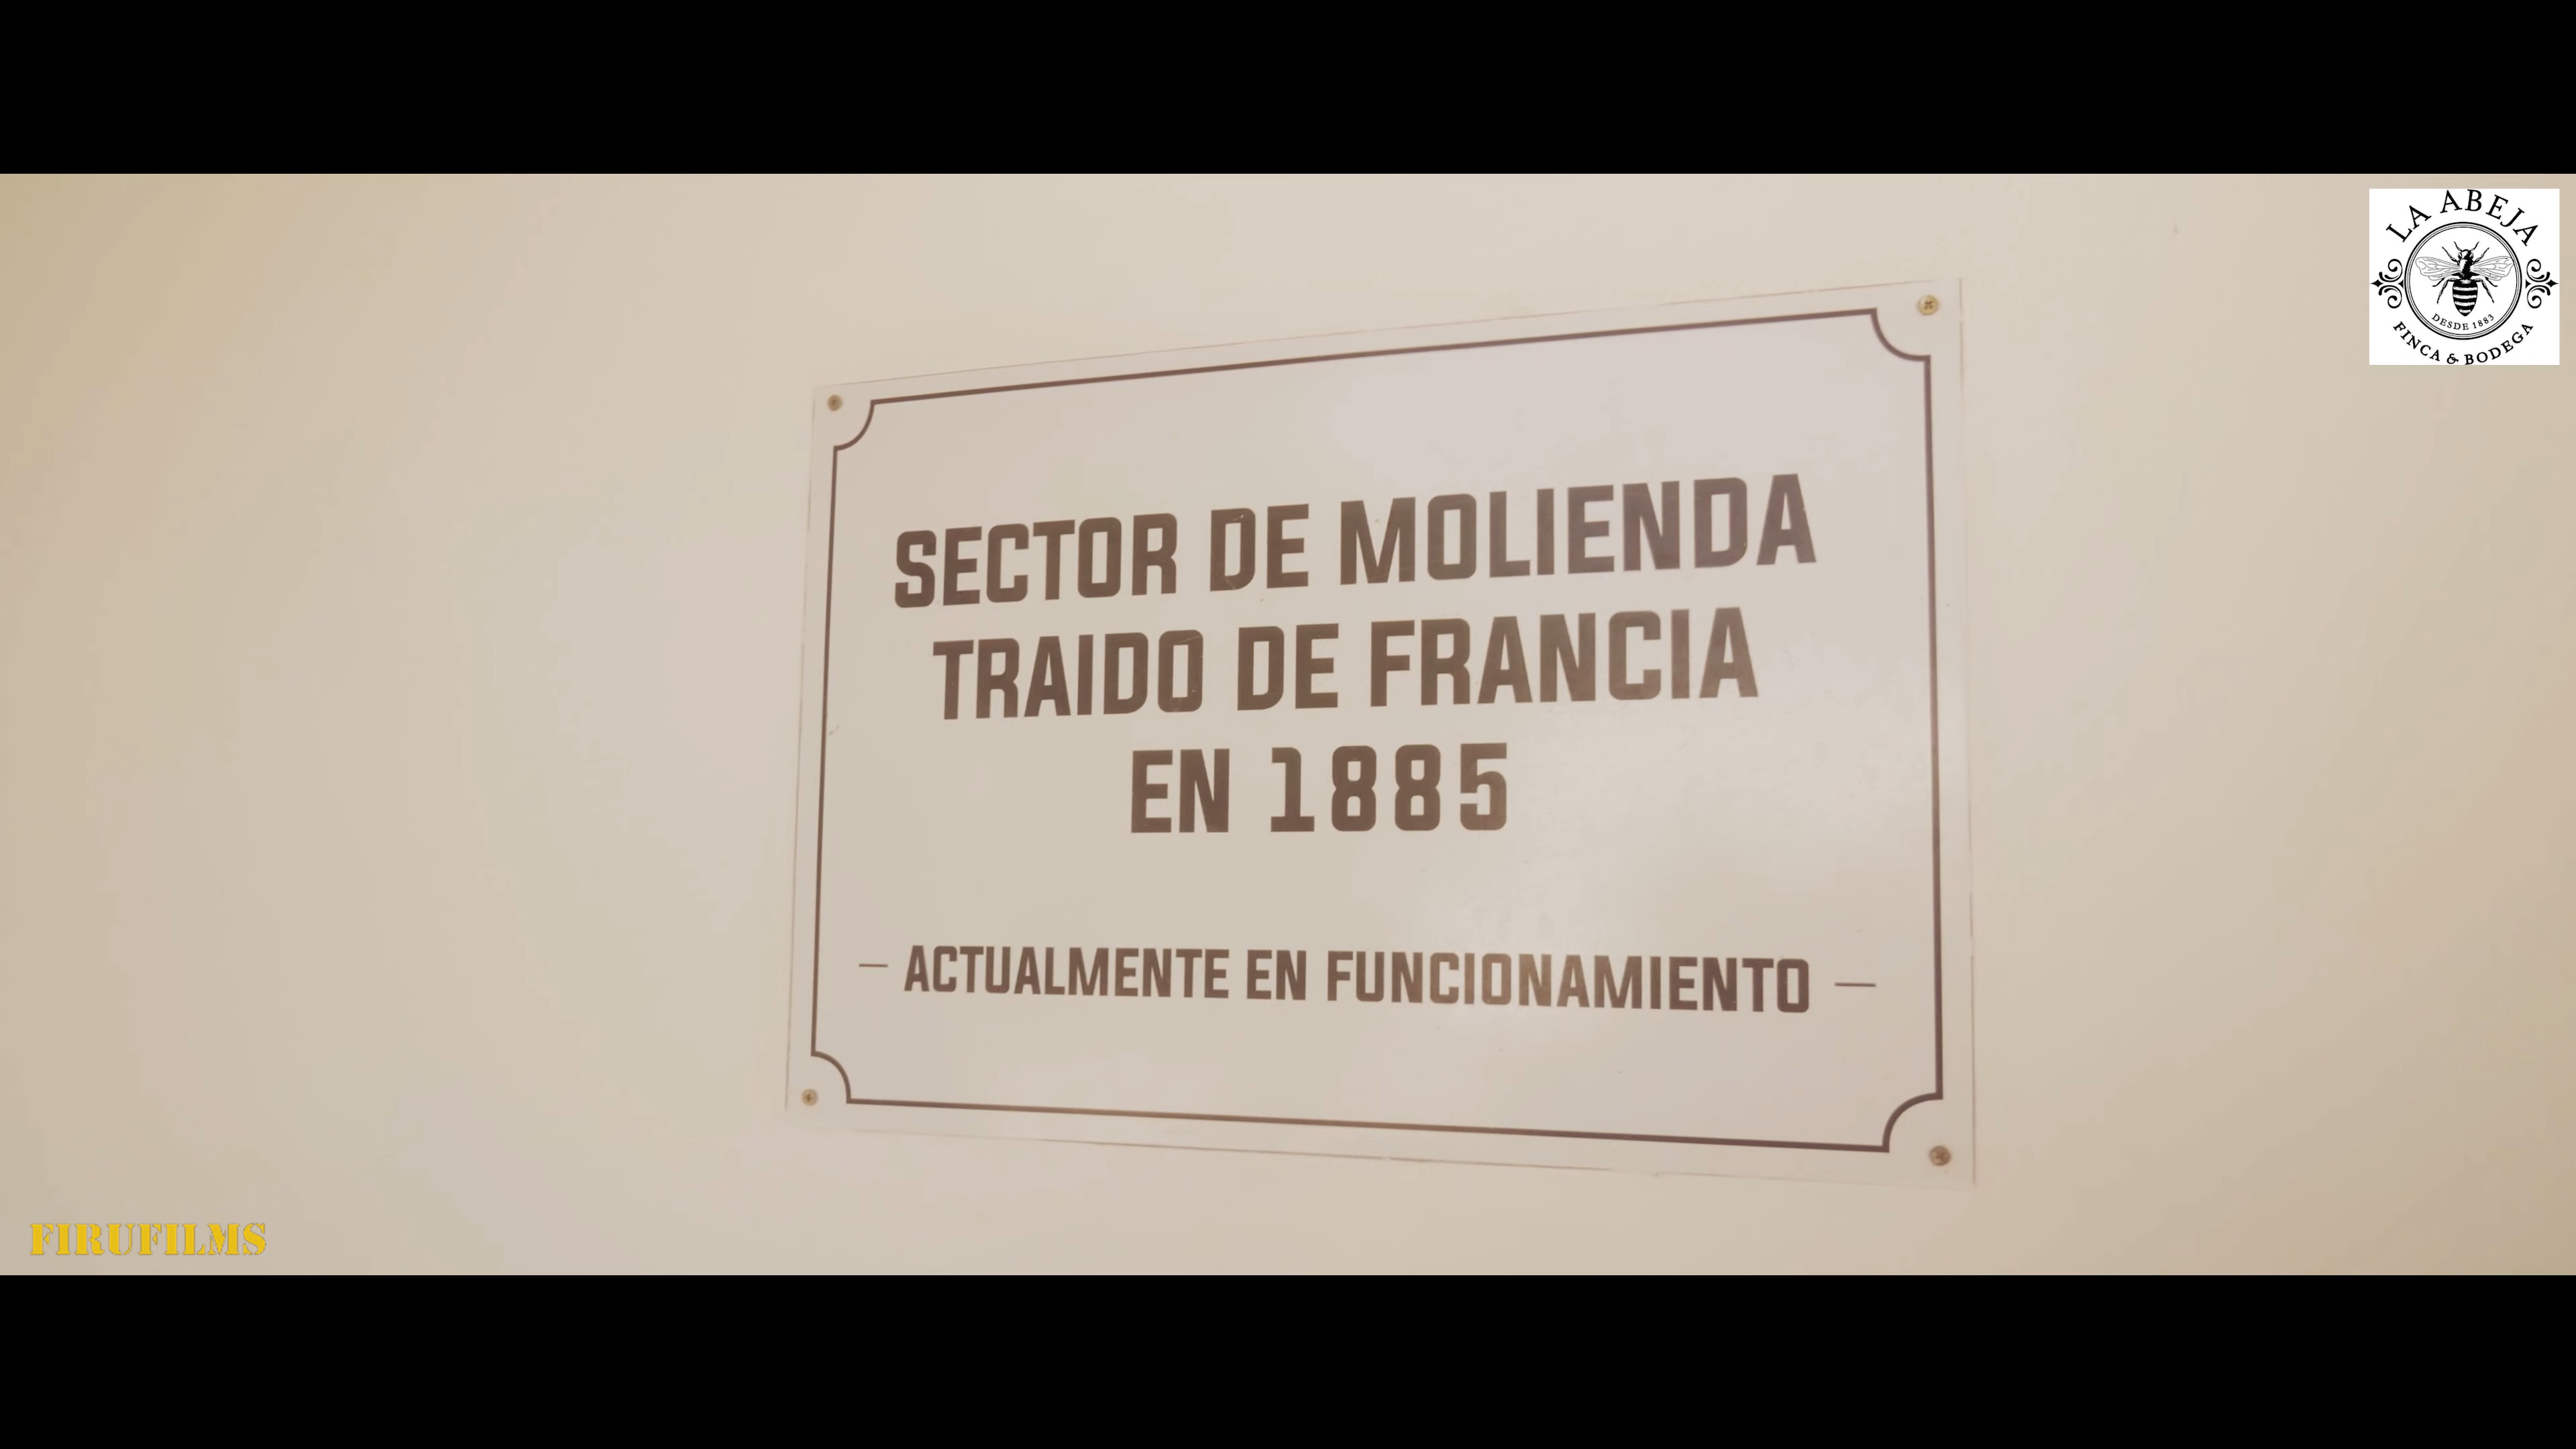 LA ABEJA
DESDE 1883
FINCA & BODEGA
SECTOR DE MOLIENDA
TRAIDO DE FRANCIA
EN 1885
— ACTUALMENTE EN FUNCIONAMIENTO —
FIRUFILMS